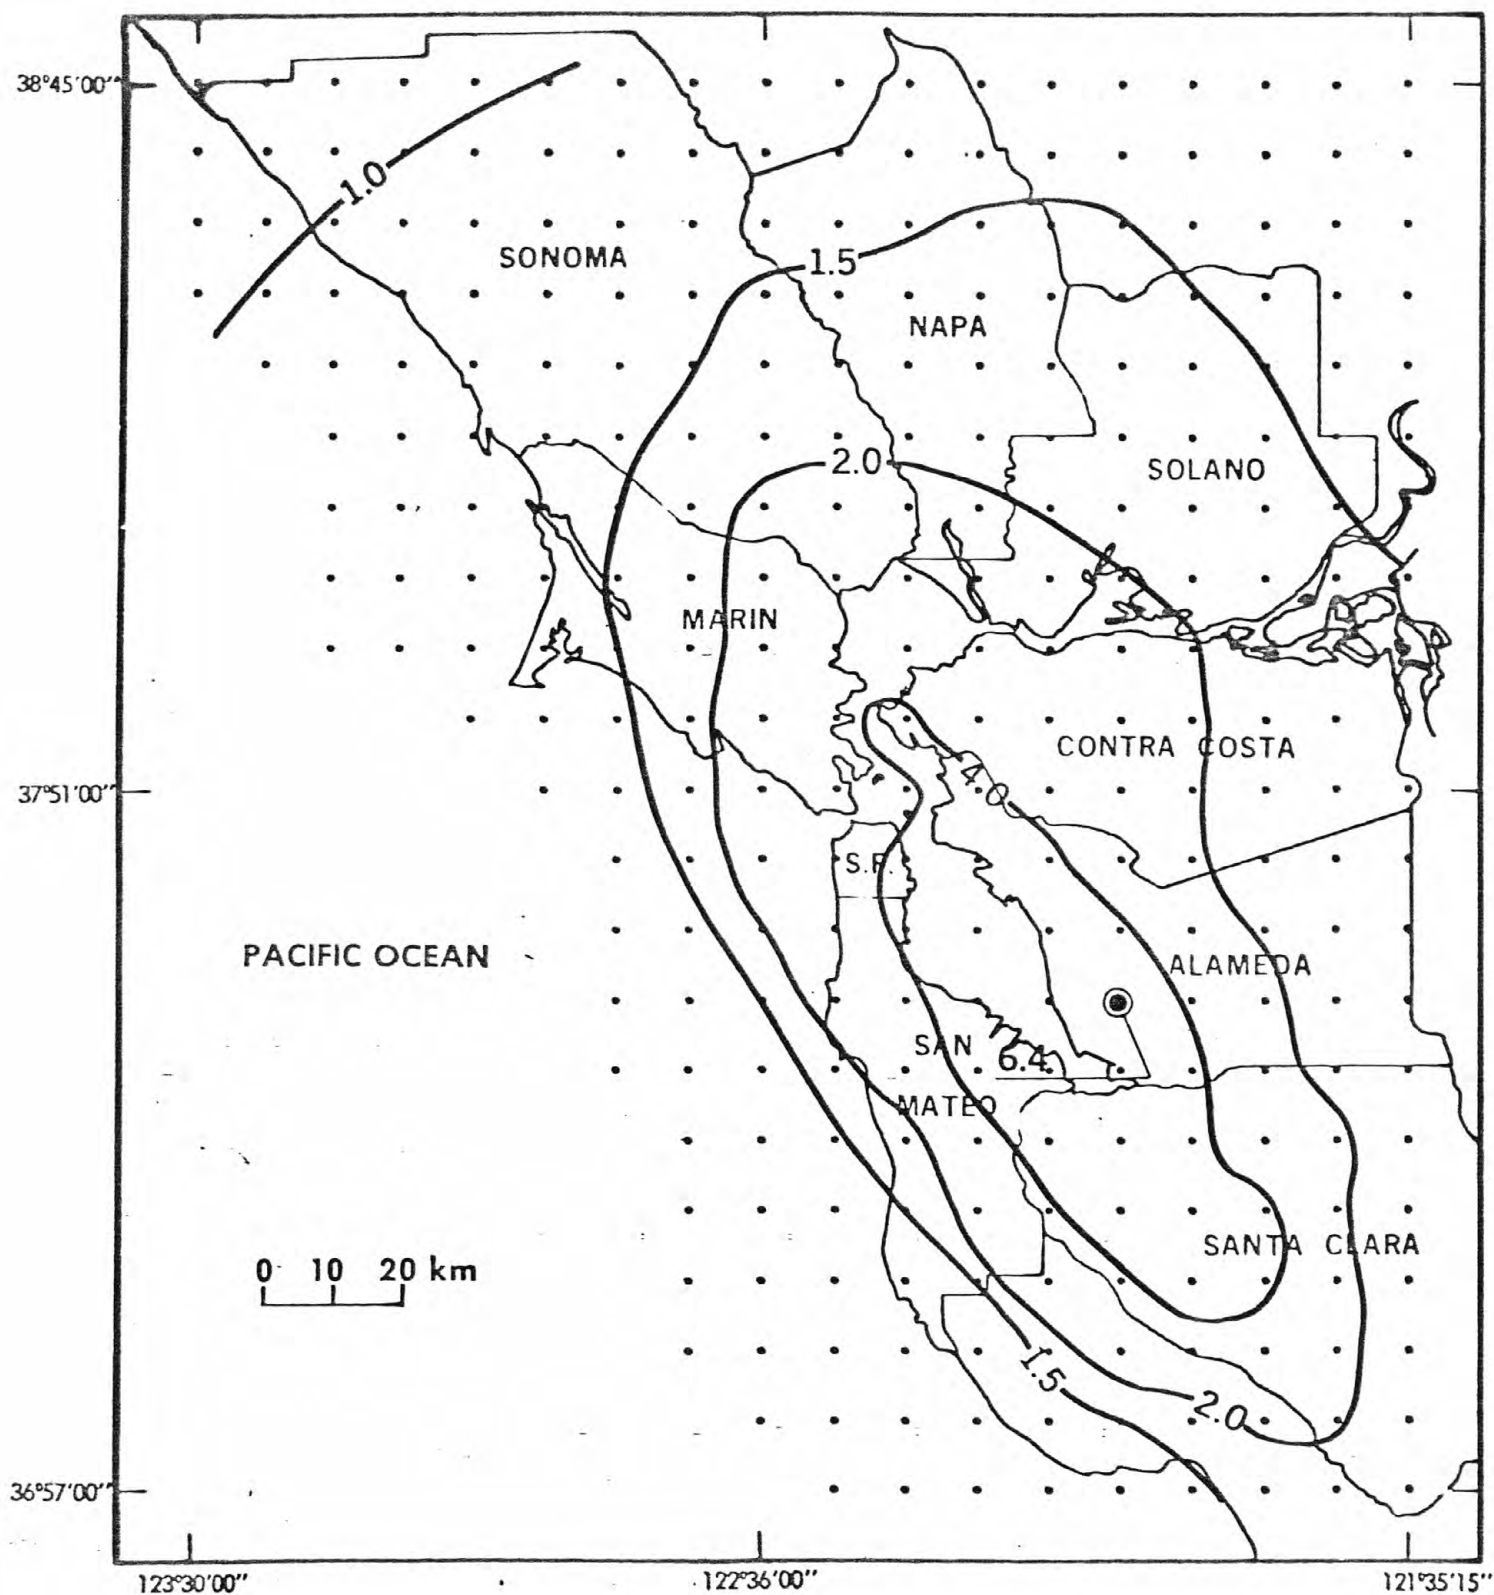 38°45'00"
1.0
SONOMA
1.5
NAPA
2.0
SOLANO
MARIN
CONTRA COSTA
4.0
37°51'00"
S.F.
PACIFIC OCEAN
ALAMEDA
SAN
MATEO
6.4
SANTA CLARA
0 10 20 km
1.5
2.0
36°57'00"
123°30'00"
122°36'00"
121°35'15"